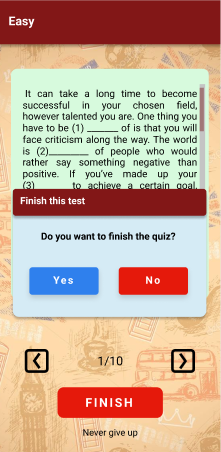 Easy
It can take a long time to become
successful in your chosen field,
however talented you are. One thing you
have to be (1) ______ of is that you will
face criticism along the way. The world
is (2)________ of people who would
rather say something negative than
positive. If you've made up your
(3)______ to achieve a certain goal,
Finish this test
Do you want to finish the quiz?
Yes No
1/10
FINISH
Never give up